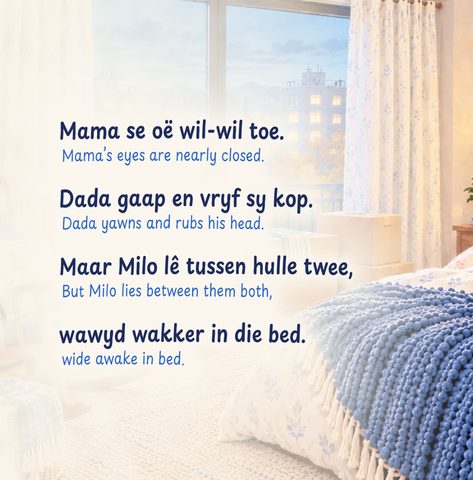 Mama se oë wil-wil toe.
Mama's eyes are nearly closed.
Dada gaap en vryf sy kop.
Dada yawns and rubs his head.
Maar Milo lê tussen hulle twee,
But Milo lies between them both,
wawyd wakker in die bed.
wide awake in bed.